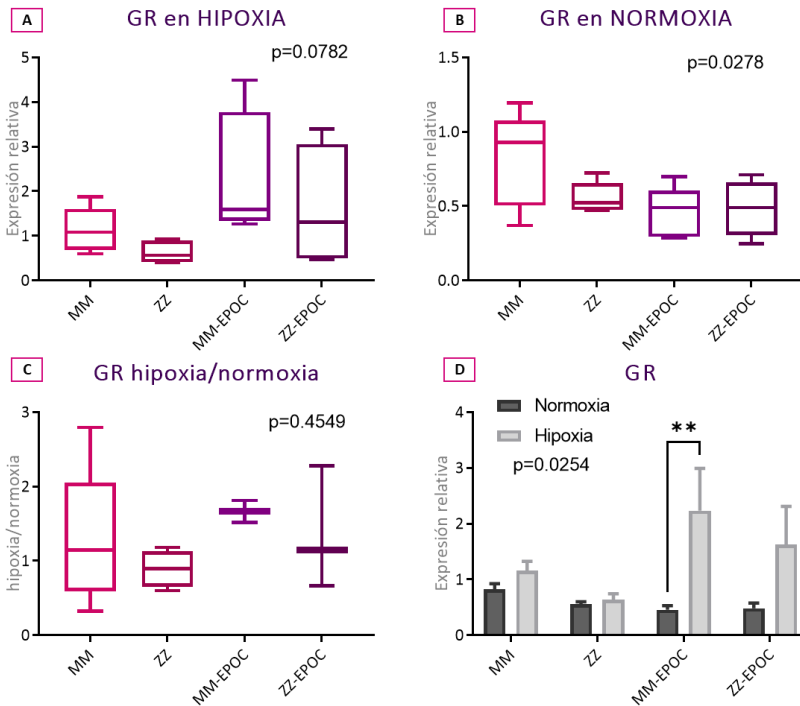 A
GR en HIPOXIA
p=0.0782
Expresión relativa
5
4
3
2
1
0
MM
ZZ
MM-EPOC
ZZ-EPOC
B
GR en NORMOXIA
p=0.0278
Expresión relativa
1.5
1.0
0.5
0.0
MM
ZZ
MM-EPOC
ZZ-EPOC
C
GR hipoxia/normoxia
p=0.4549
hipoxia/normoxia
3
2
1
0
MM
ZZ
MM-EPOC
ZZ-EPOC
D
GR
Normoxia
Hipoxia
p=0.0254
**
Expresión relativa
4
3
2
1
0
MM
ZZ
MM-EPOC
ZZ-EPOC